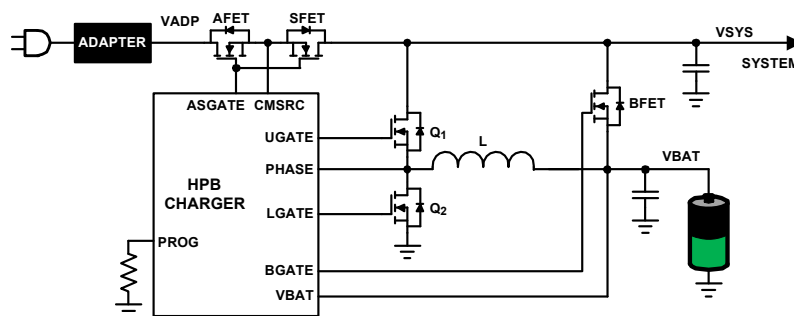 VADP
AFET
SFET
VSYS
ADAPTER
SYSTEM
ASGATE
CMSRC
BFET
UGATE
Q1
L
PHASE
VBAT
HPB
CHARGER
LGATE
Q2
PROG
BGATE
VBAT